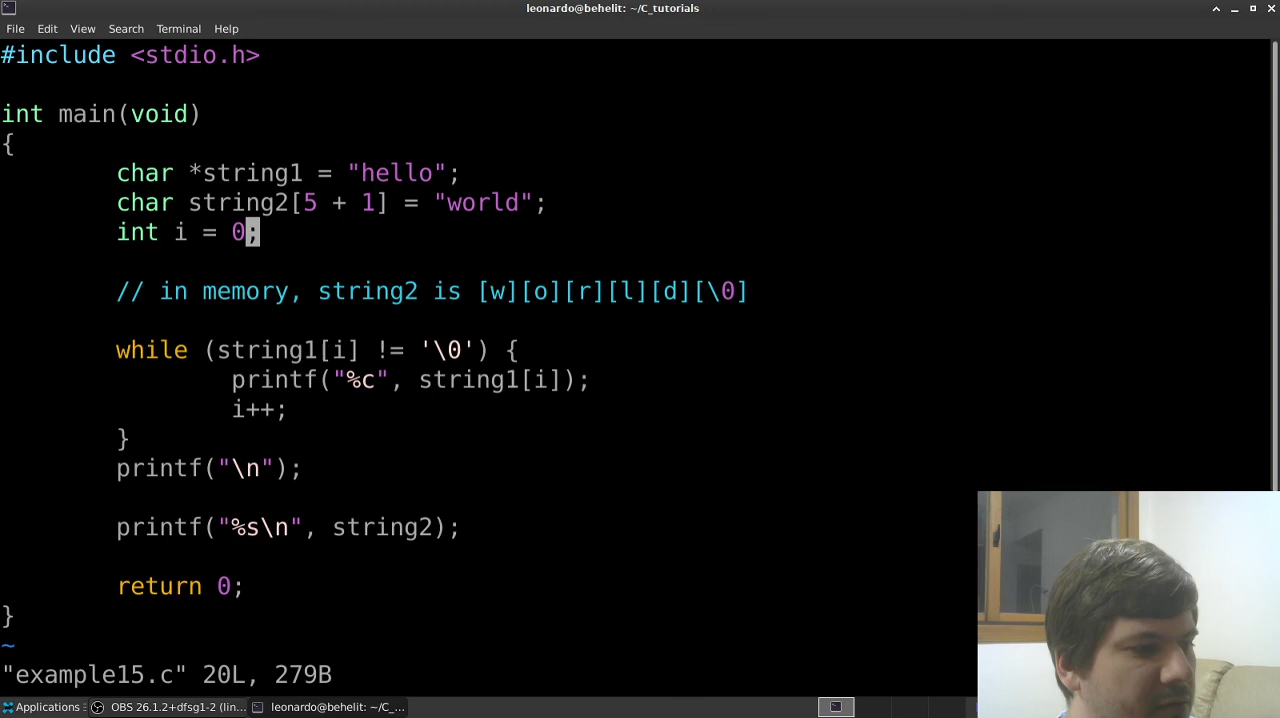 leonardo@behelit: ~/C_tutorials
File Edit View Search Terminal Help
#include <stdio.h>
int main(void)
{
char *string1 = "hello";
char string2[5 + 1] = "world";
int i = 0;
// in memory, string2 is [w][o][r][l][d][\0]
while (string1[i] != '\0') {
printf("%c", string1[i]);
i++;
}
printf("\n");
printf("%s\n", string2);
return 0;
}
~
"example15.c" 20L, 279B
Applications OBS 26.1.2+dfsg1-2 (lin... leonardo@behelit: ~/C_...